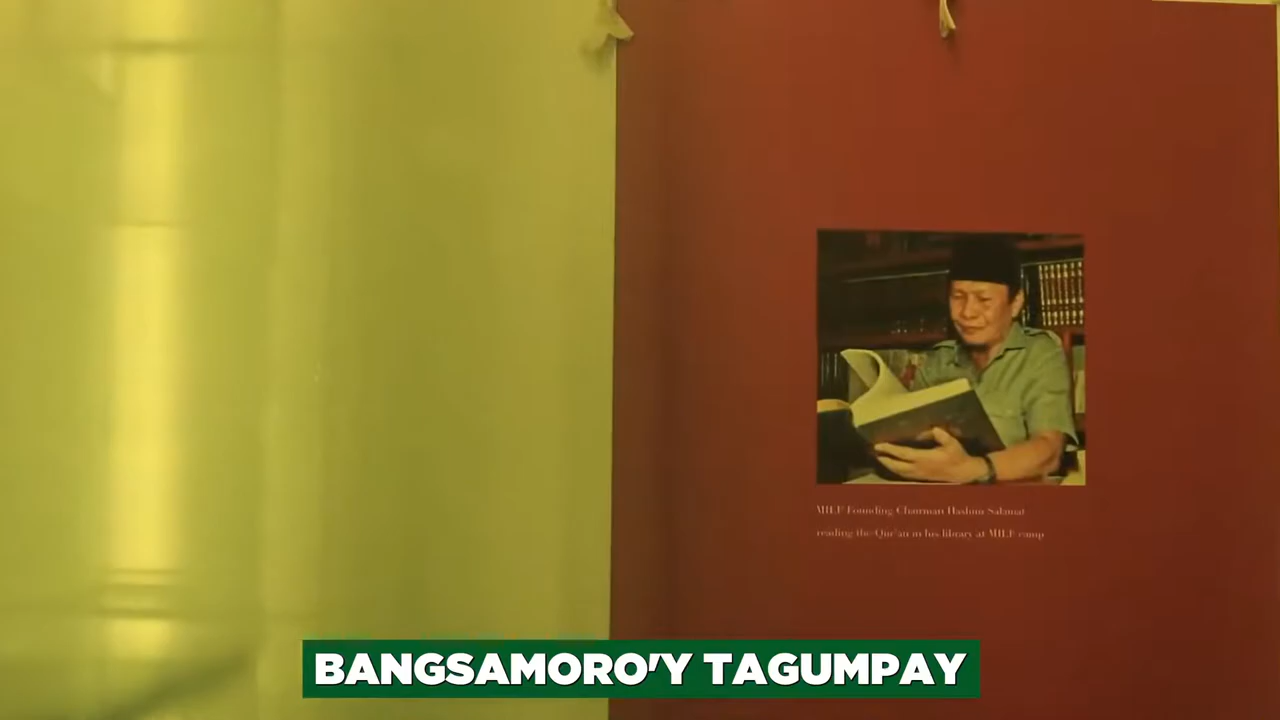 MILF Founding Chairman Hashim Salamat
reading the Qur'an in his library at MILF camp
BANGSAMORO'Y TAGUMPAY